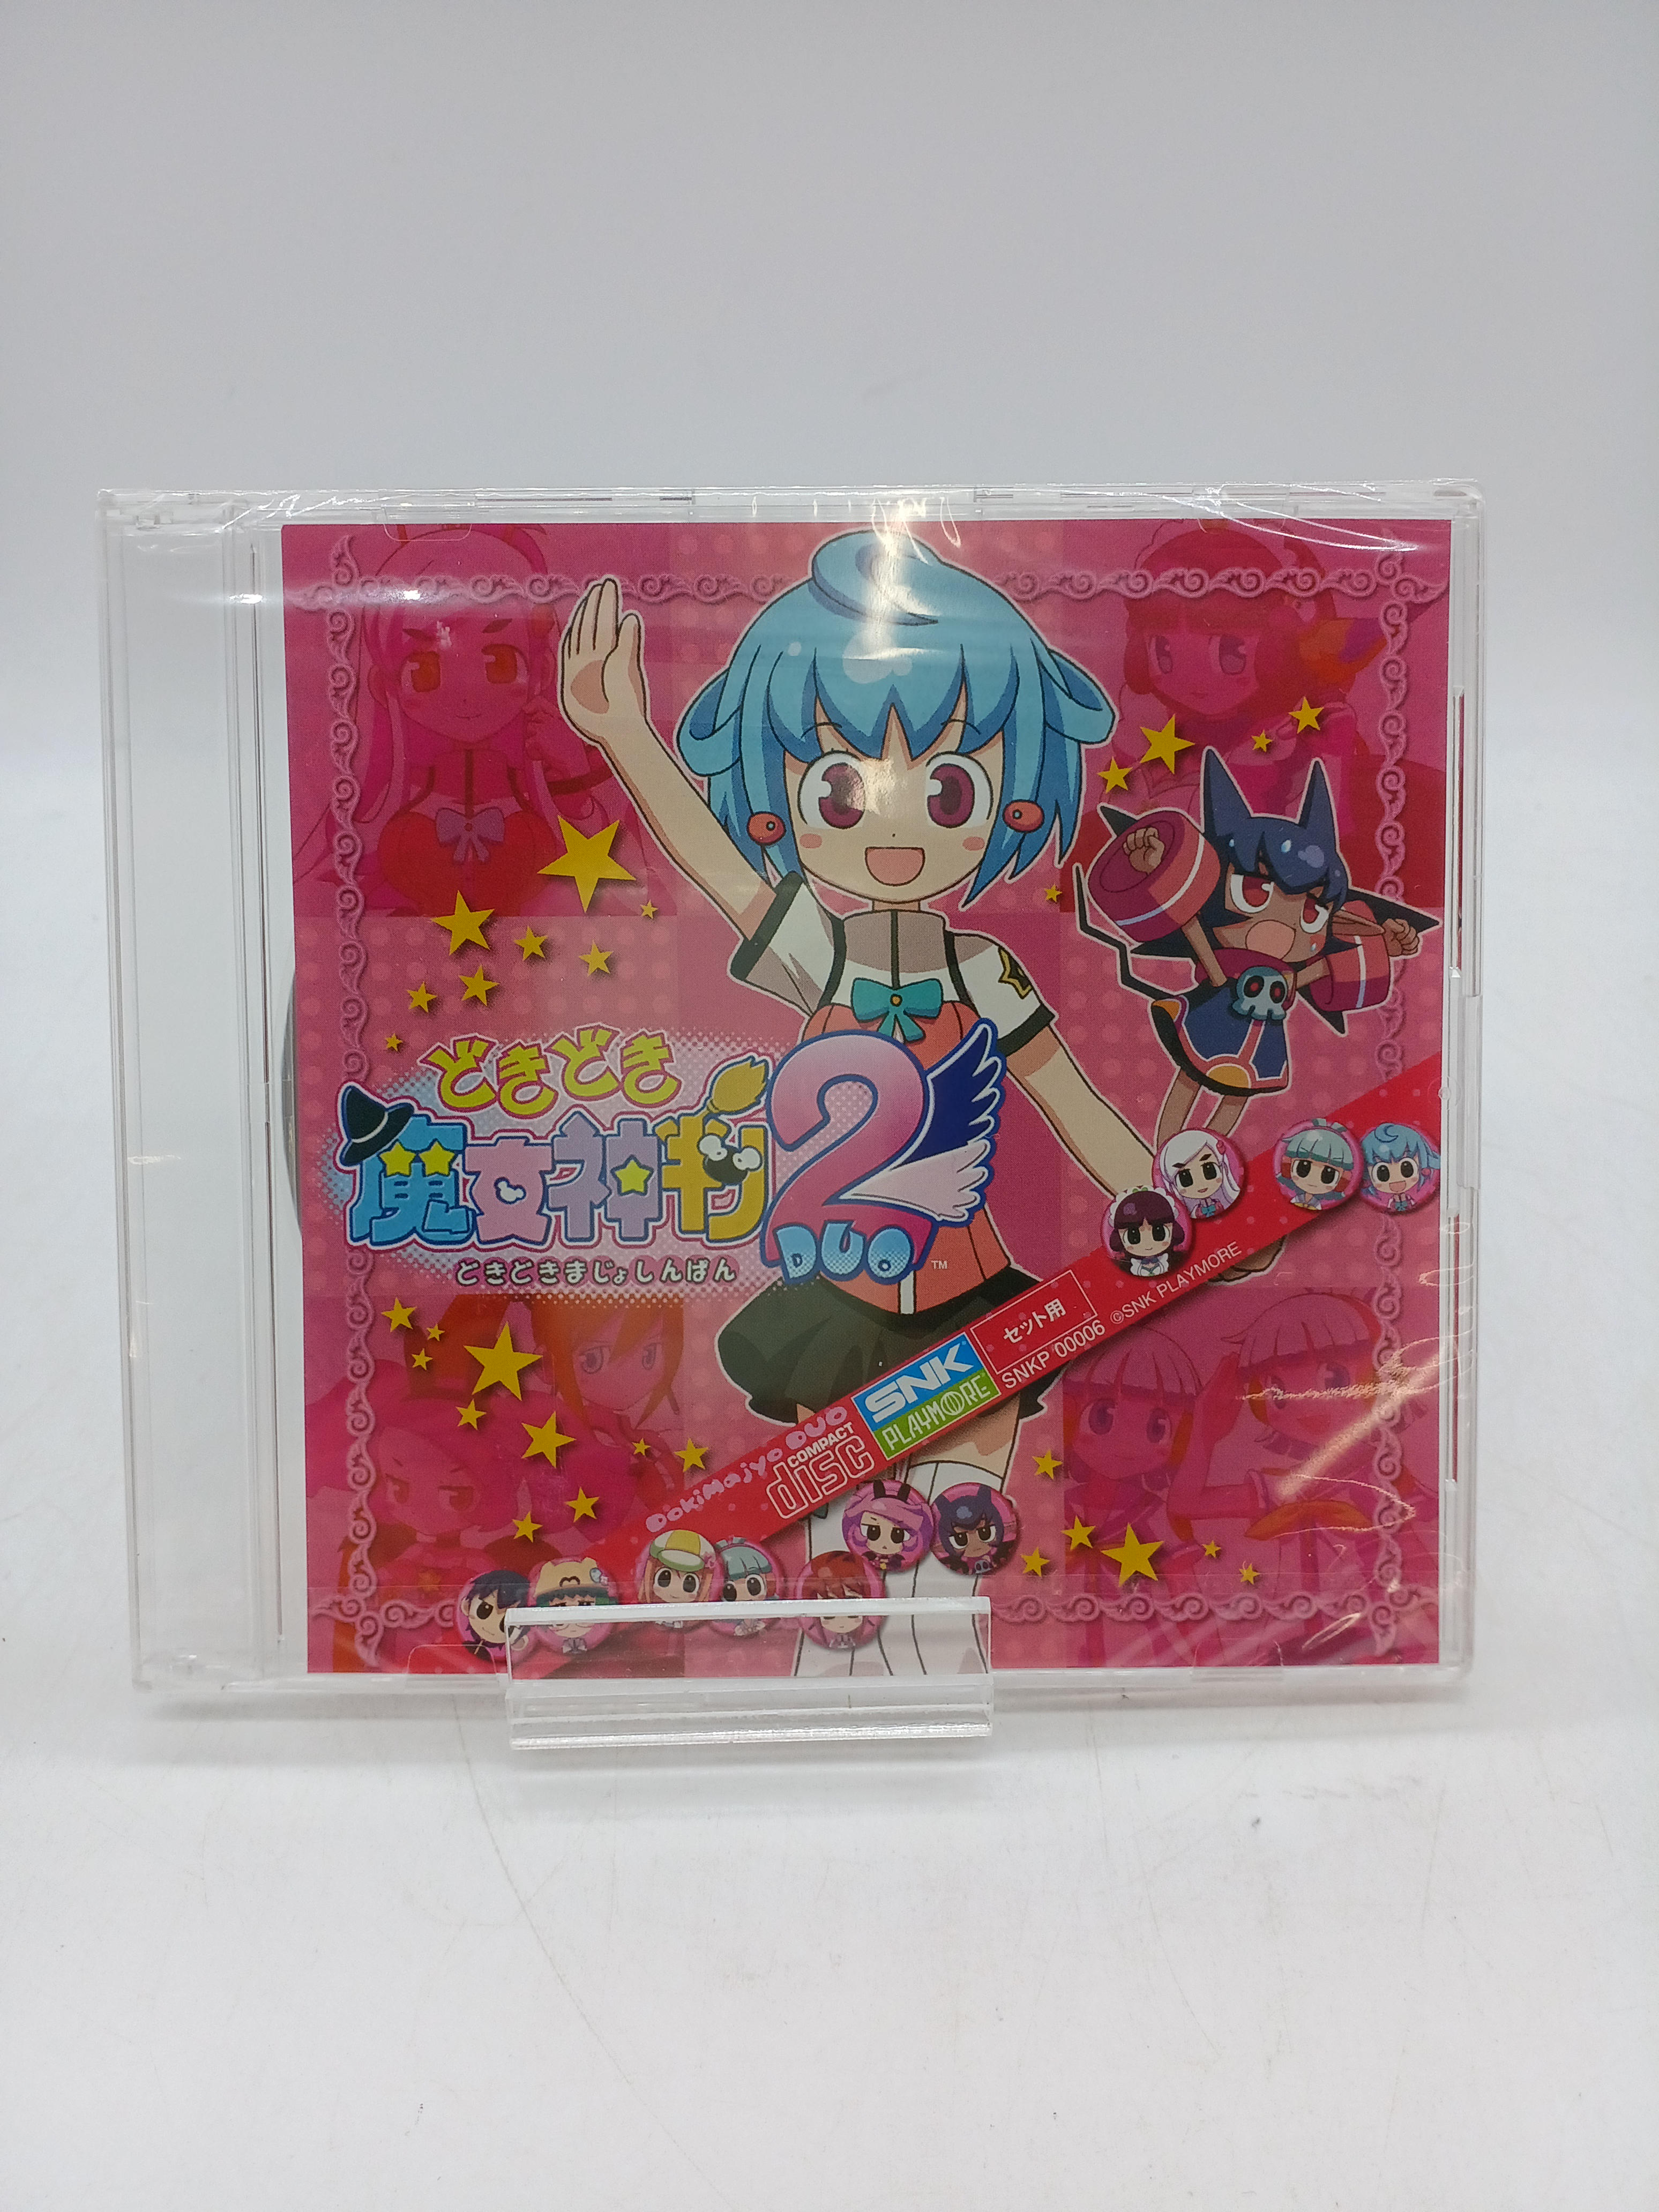 どきどき
魔女神判2
DUO™
どきどきまじょしんぱん
DokiMajyo DUO
COMPACT
disc
SNK
PLAYMORE
セット用
SNKP 00006 ©SNK PLAYMORE